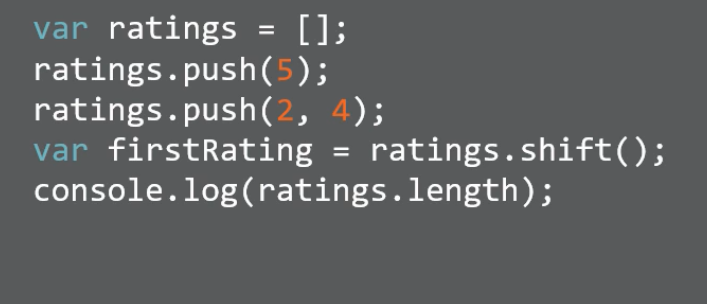 var ratings = [];
ratings.push(5);
ratings.push(2, 4);
var firstRating = ratings.shift();
console.log(ratings.length);